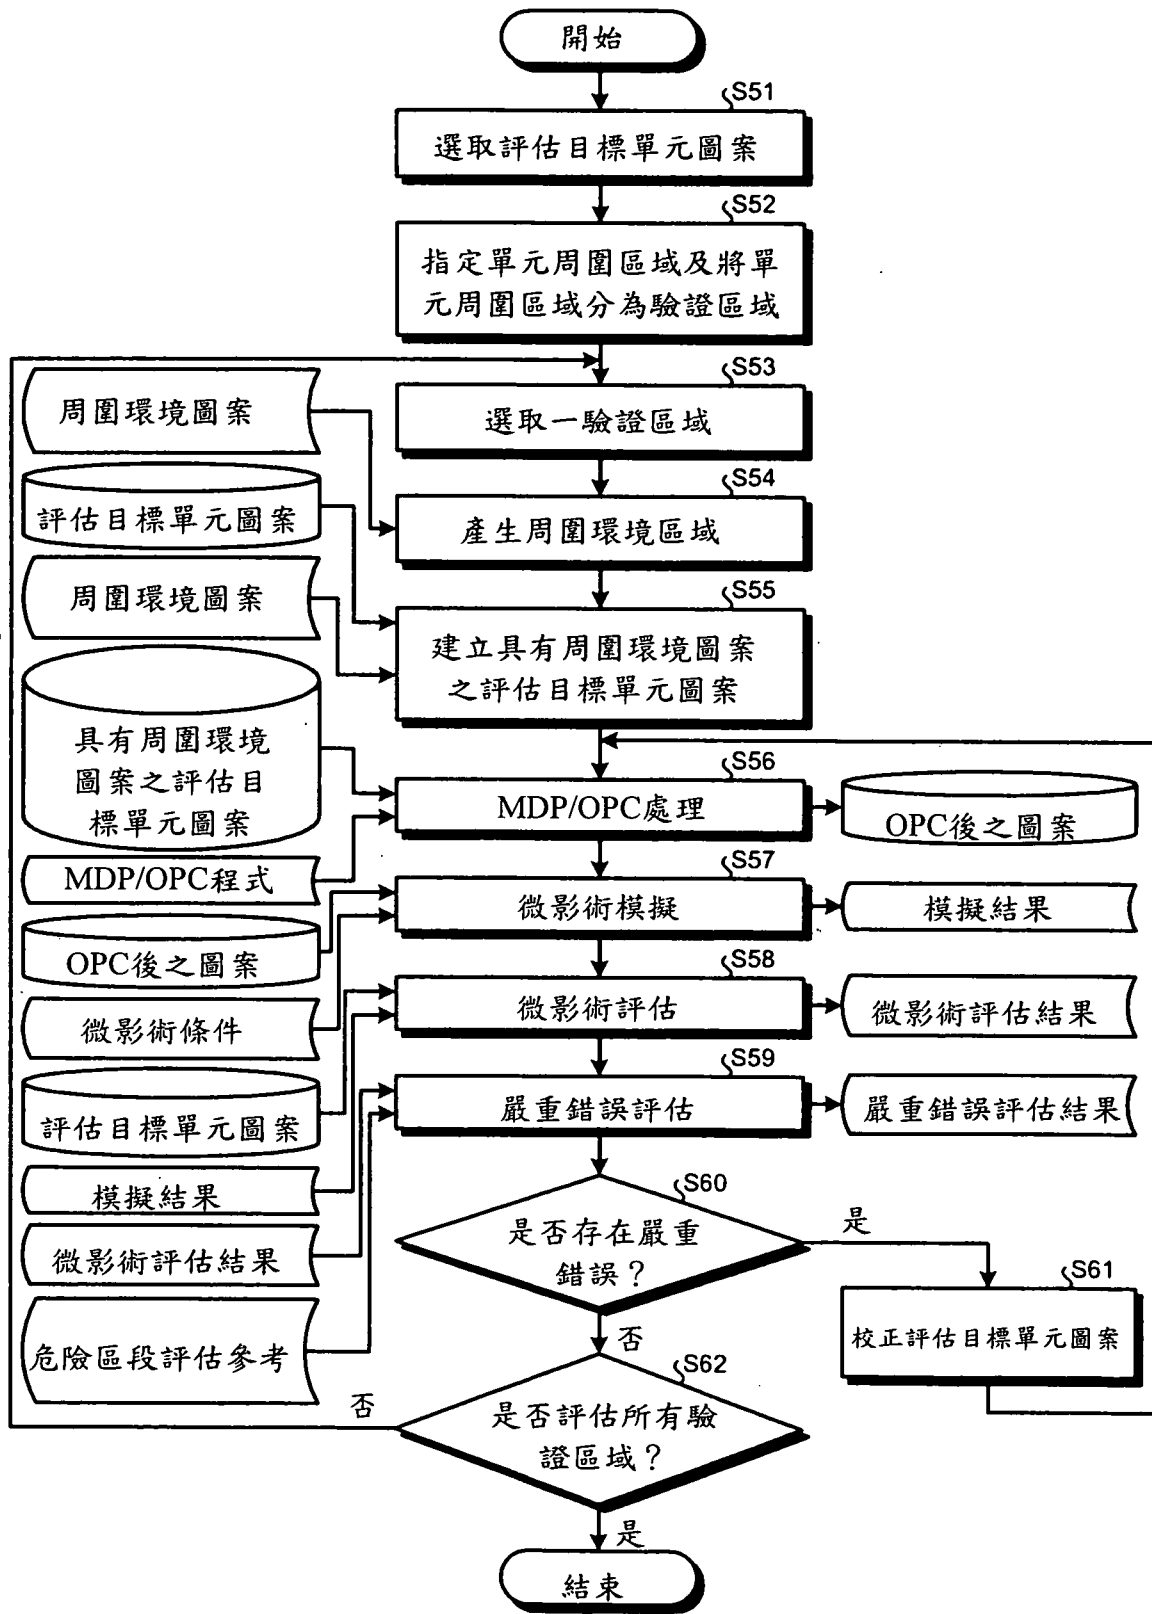 開始
S51
選取評估目標單元圖案
S52
指定單元周圍區域及將單
元周圍區域分為驗證區域
S53
選取一驗證區域
周圍環境圖案
S54
產生周圍環境區域
評估目標單元圖案
周圍環境圖案
S55
建立具有周圍環境圖案
之評估目標單元圖案
具有周圍環境
圖案之評估目
標單元圖案
S56
MDP/OPC處理
OPC後之圖案
MDP/OPC程式
S57
微影術模擬
模擬結果
OPC後之圖案
S58
微影術評估
微影術評估結果
微影術條件
S59
嚴重錯誤評估
嚴重錯誤評估結果
評估目標單元圖案
模擬結果
S60
是否存在嚴重
錯誤？
是
微影術評估結果
S61
校正評估目標單元圖案
危險區段評估參考
否
S62
是否評估所有驗
證區域？
否
是
結束